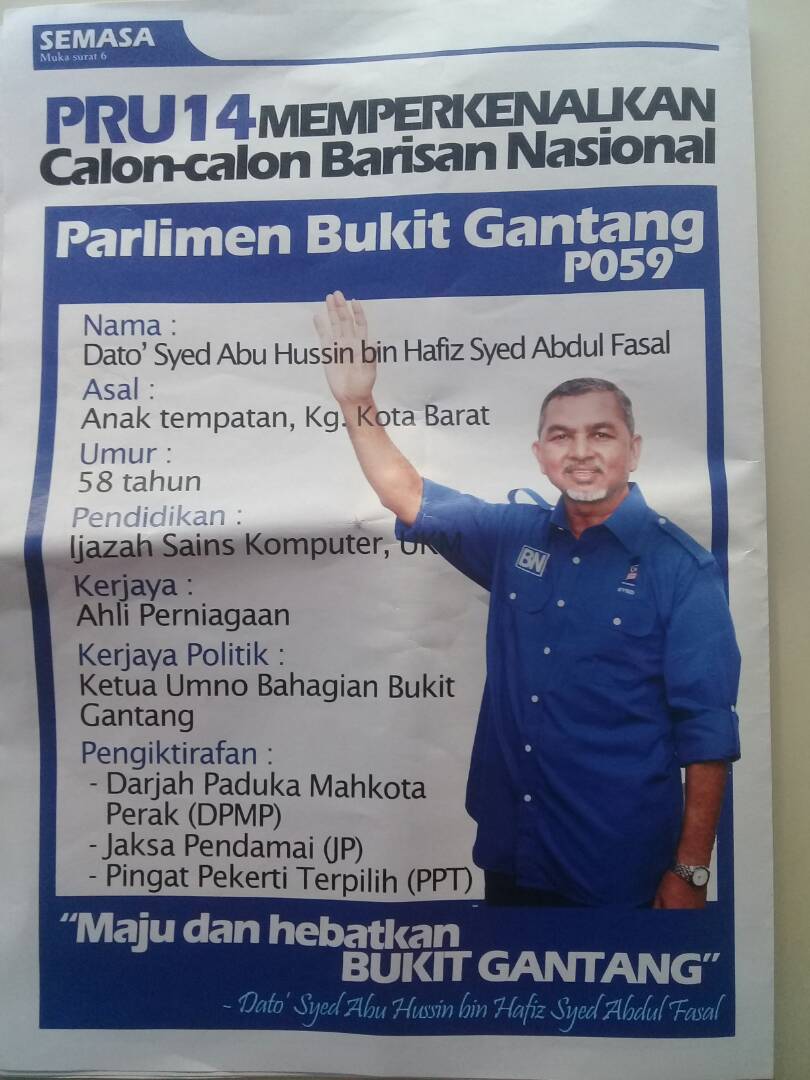 SEMASA
Muka surat 6
PRU14 MEMPERKENALKAN
Calon-calon Barisan Nasional
Parlimen Bukit Gantang
P059
Nama :
Dato' Syed Abu Hussin bin Hafiz Syed Abdul Fasal
Asal :
Anak tempatan, Kg. Kota Barat
Umur :
58 tahun
Pendidikan :
Ijazah Sains Komputer, UKM
BN
Kerjaya :
Ahli Perniagaan
Kerjaya Politik :
Ketua Umno Bahagian Bukit
Gantang
Pengiktirafan :
- Darjah Paduka Mahkota
Perak (DPMP)
- Jaksa Pendamai (JP)
- Pingat Pekerti Terpilih (PPT)
"Maju dan hebatkan
BUKIT GANTANG"
- Dato' Syed Abu Hussin bin Hafiz Syed Abdul Fasal